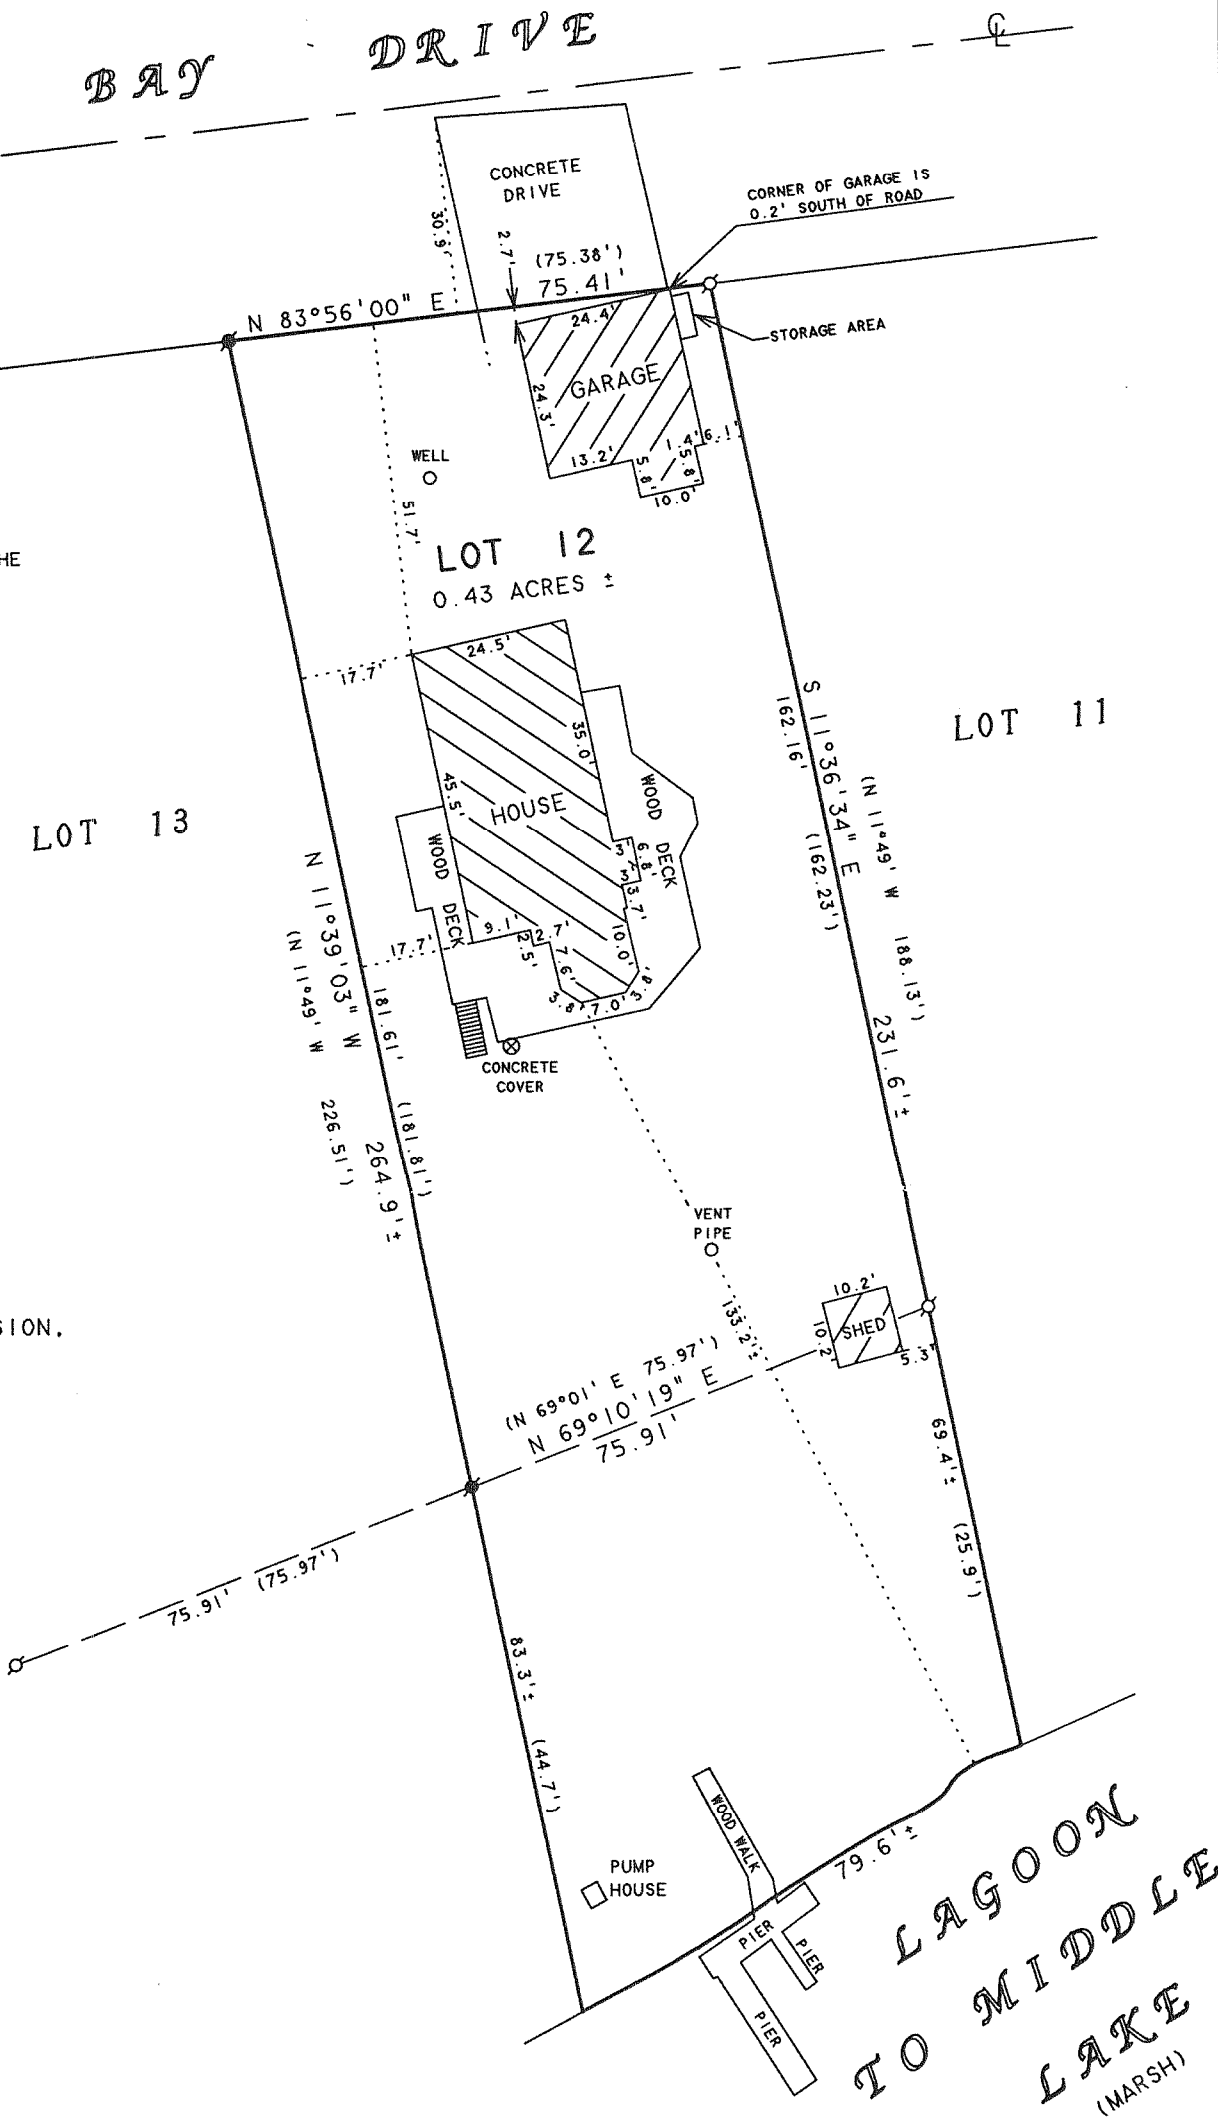 BAY DRIVE
CL
CONCRETE
DRIVE
CORNER OF GARAGE IS
0.2' SOUTH OF ROAD
30.9'
2.7'
(75.38')
75.41'
N 83°56'00" E
24.4'
STORAGE AREA
GARAGE
24.3'
13.2'
1.4'
6.1'
5.8'
5.8'
10.0'
WELL
51.7'
HE
LOT 12
0.43 ACRES ±
24.5'
17.7'
35.0'
45.5'
HOUSE
WOOD
DECK
WOOD
DECK
6.8'
3.7'
10.0'
9.1'
2.7'
2.5'
7.6'
3.8'
7.0'
3.8'
17.7'
S 11°36'34" E
162.16'
(162.23')
(N 11°49' W 188.13')
231.6'±
LOT 11
LOT 13
N 11°39'03" W
(N 11°49' W 226.51')
181.61'
(181.81')
264.9'±
CONCRETE
COVER
VENT
PIPE
133.2'±
10.2'
10.2'
SHED
5.3'
SION.
(N 69°01' E 75.97')
N 69°10'19" E
75.91'
69.4'±
(25.9')
75.91' (75.97')
83.3'±
(44.7')
WOOD WALK
PUMP
HOUSE
79.6'±
PIER
PIER
PIER
LAGOON
TO MIDDLE
LAKE
(MARSH)